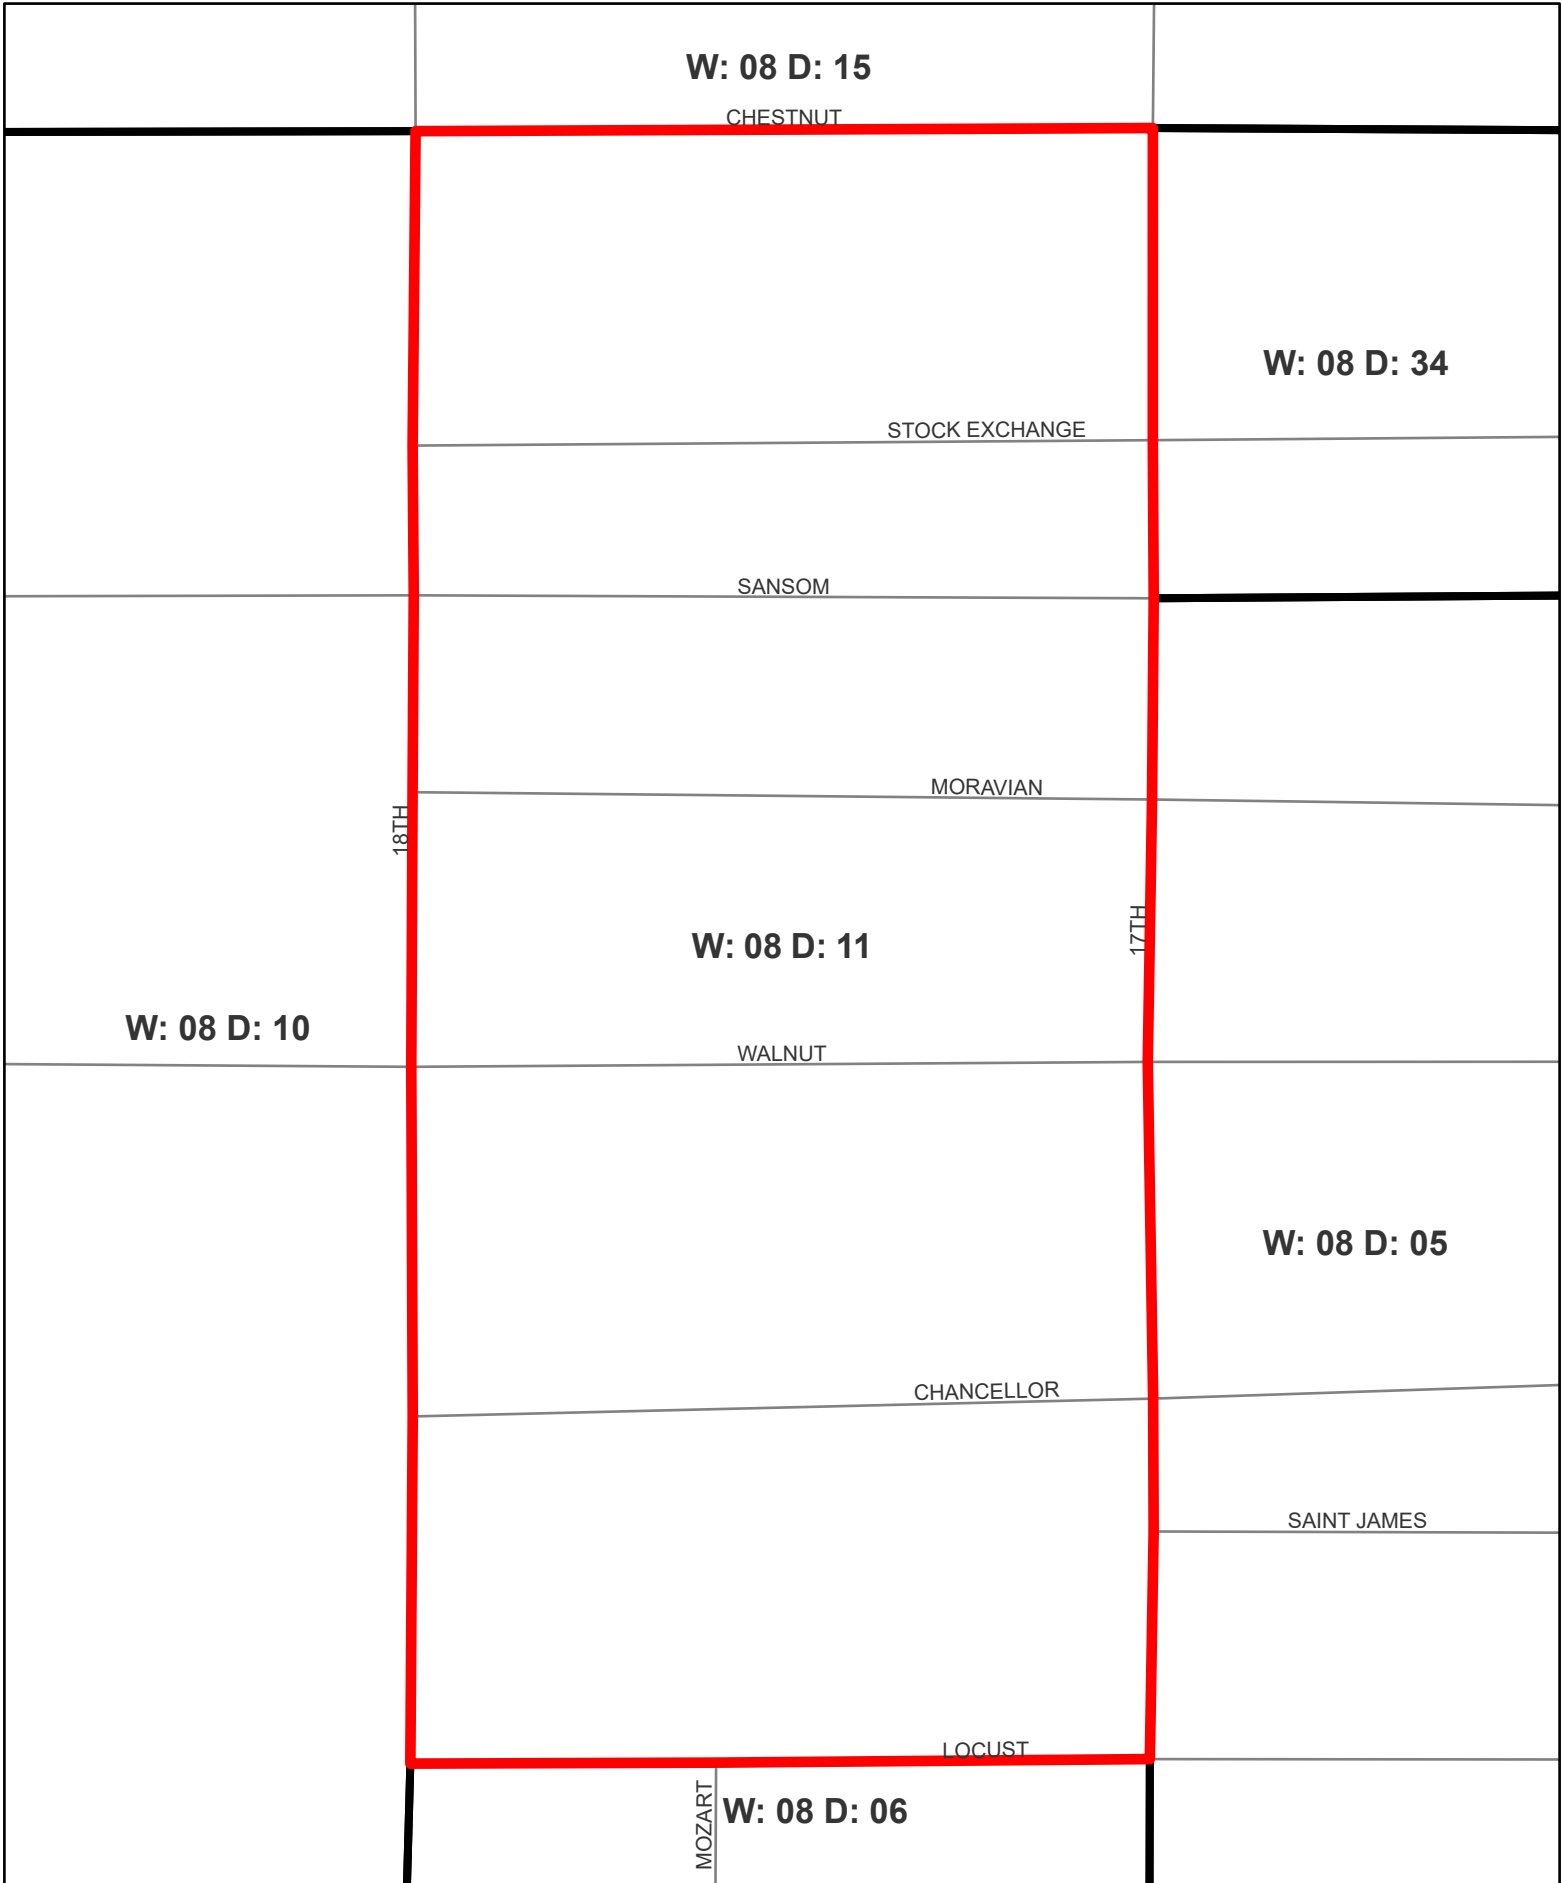 W: 08 D: 15
CHESTNUT
W: 08 D: 34
STOCK EXCHANGE
SANSOM
MORAVIAN
18TH
17TH
W: 08 D: 11
W: 08 D: 10
WALNUT
W: 08 D: 05
CHANCELLOR
SAINT JAMES
LOCUST
MOZART
W: 08 D: 06